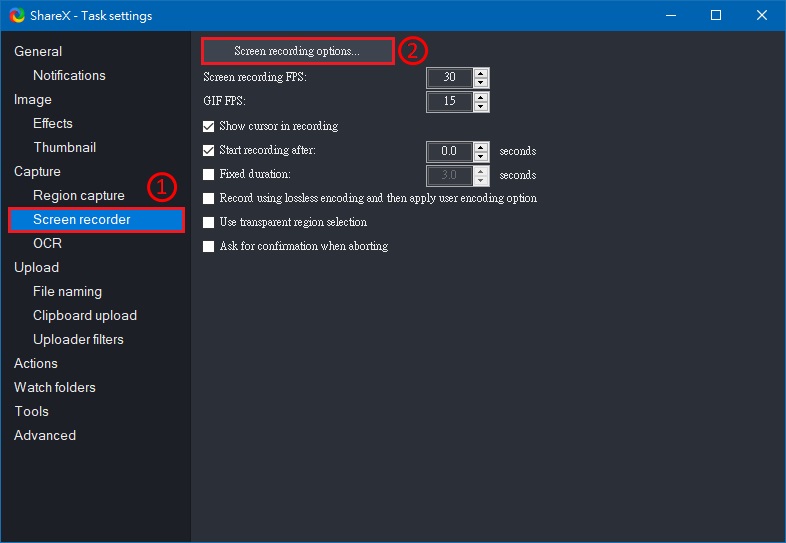 ShareX - Task settings
General
Notifications
Image
Effects
Thumbnail
Capture
Region capture
①
Screen recorder
OCR
Upload
File naming
Clipboard upload
Uploader filters
Actions
Watch folders
Tools
Advanced
Screen recording options... ②
Screen recording FPS: 30
GIF FPS: 15
Show cursor in recording
Start recording after: 0.0 seconds
Fixed duration: 3.0 seconds
Record using lossless encoding and then apply user encoding option
Use transparent region selection
Ask for confirmation when aborting